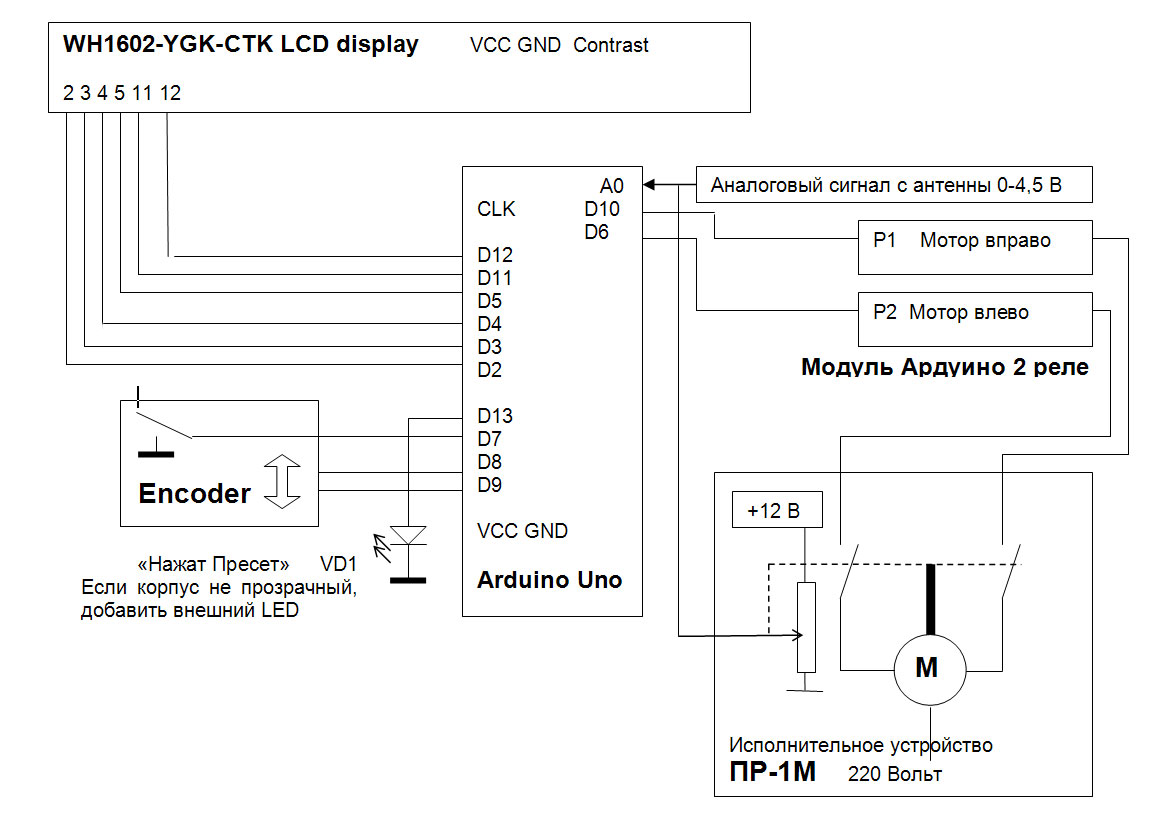 WH1602-YGK-CTK LCD display VCC GND Contrast
2 3 4 5 11 12
A0
Аналоговый сигнал с антенны 0-4,5 В
CLK
D10
D6
P1 Мотор вправо
D12
D11
D5
D4
D3
D2
P2 Мотор влево
Модуль Ардуино 2 реле
D13
D7
D8
D9
Encoder
VCC GND
Arduino Uno
«Нажат Пресет» VD1
Если корпус не прозрачный,
добавить внешний LED
+12 В
М
Исполнительное устройство
ПР-1М 220 Вольт